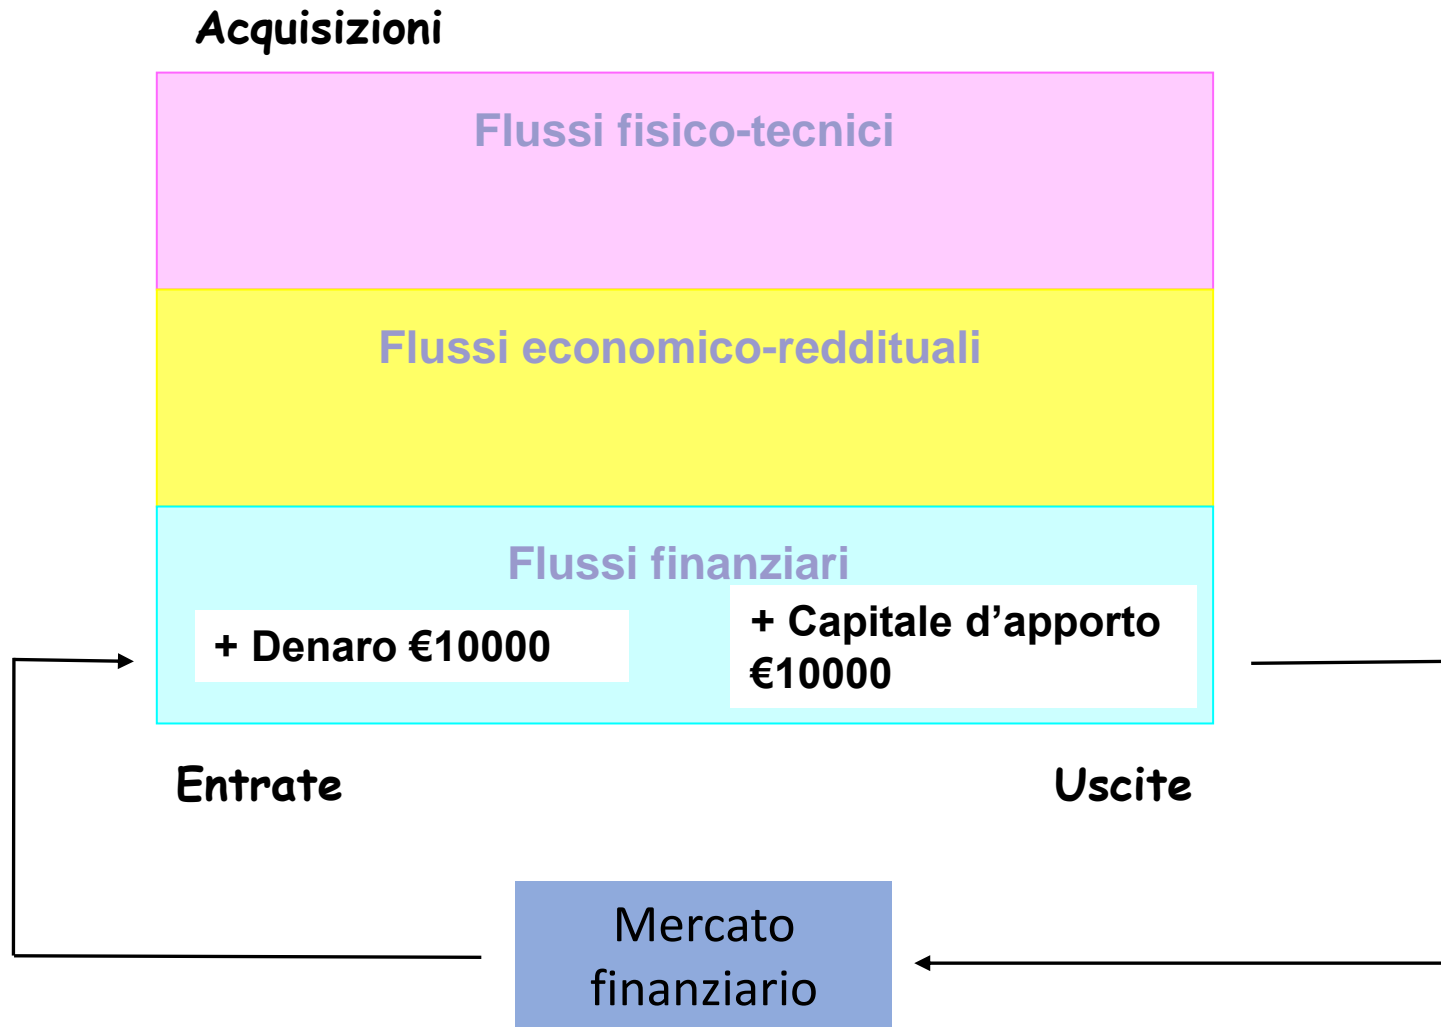 Acquisizioni
Flussi fisico-tecnici
Flussi economico-reddituali
Flussi finanziari
+ Denaro €10000
+ Capitale d’apporto
€10000
Entrate
Uscite
Mercato
finanziario